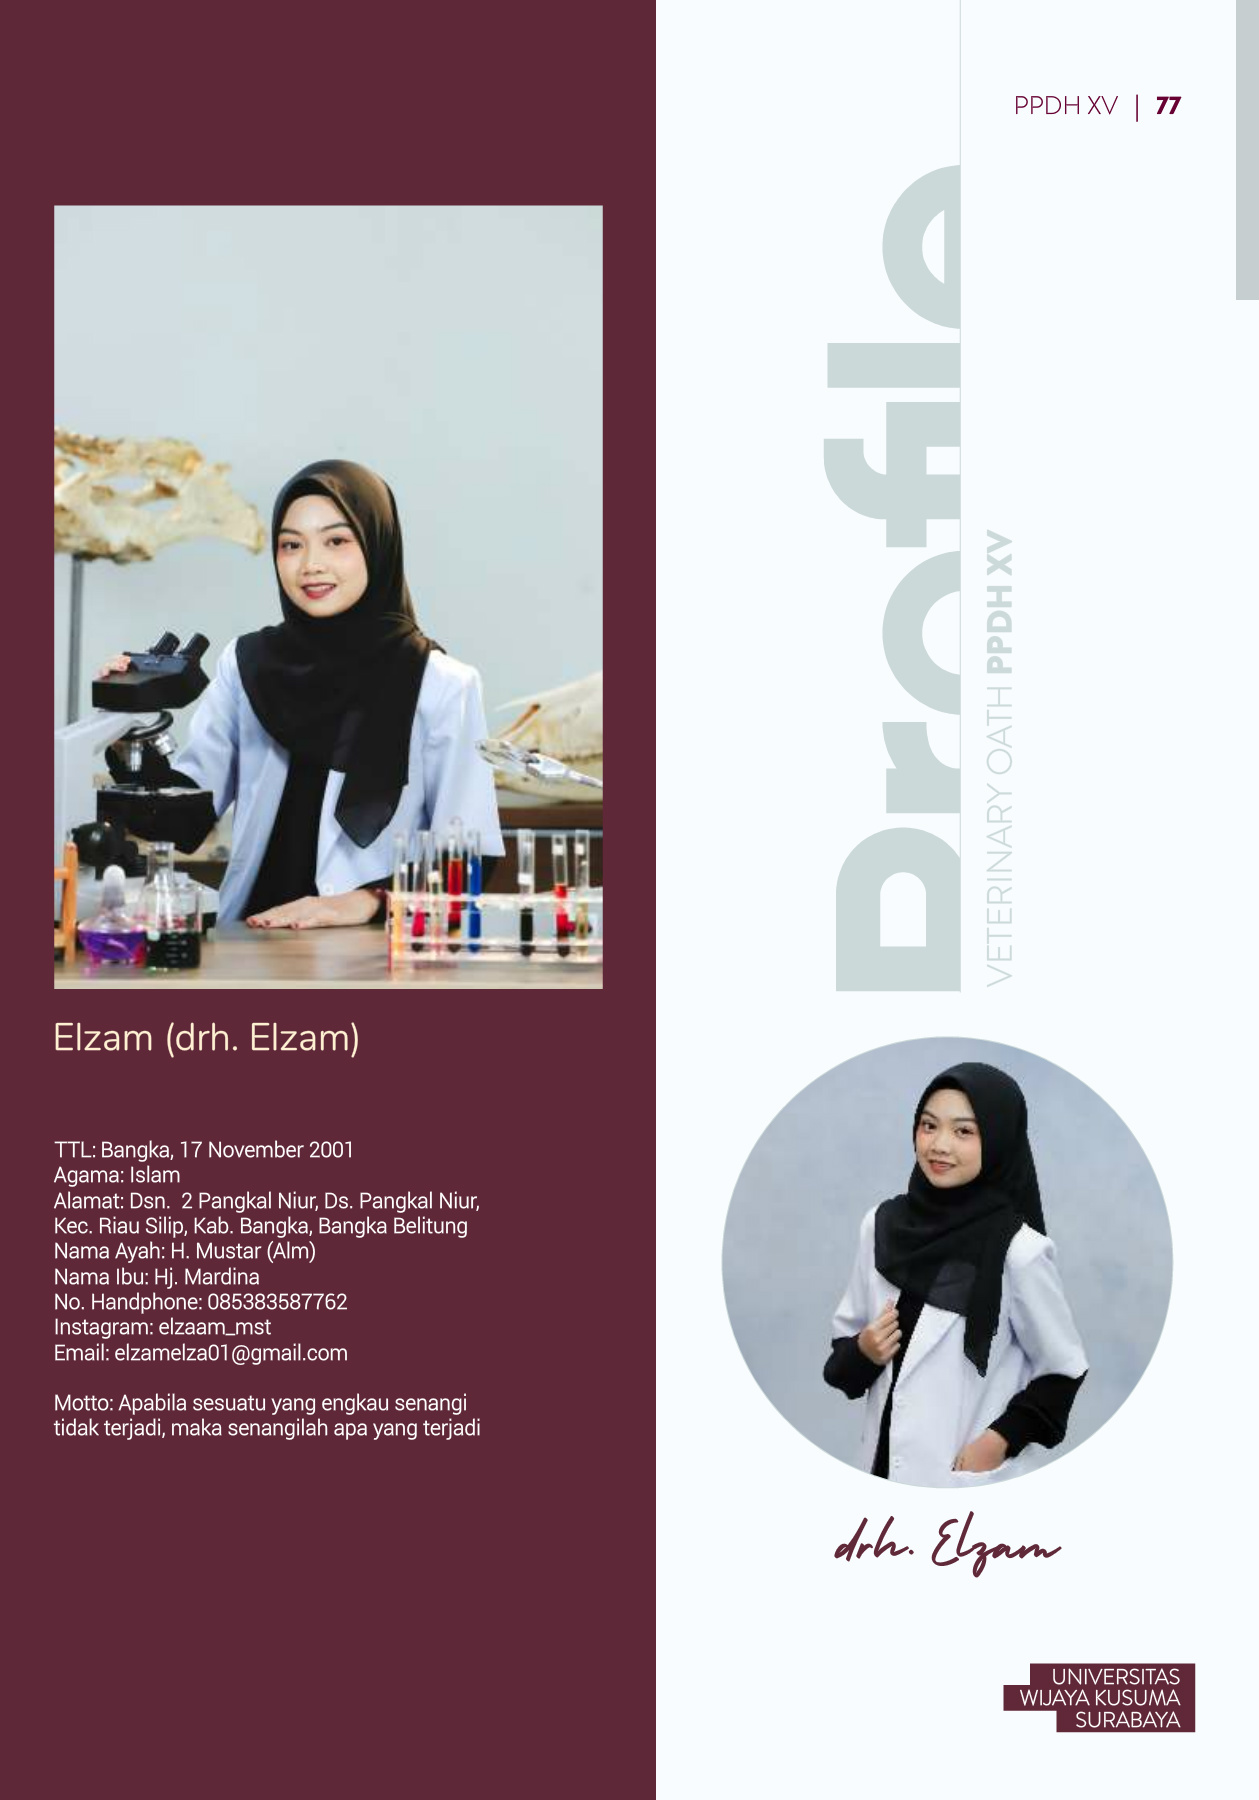 PPDH XV | 77
Profile
VETERINARY OATH PPDH XV
Elzam (drh. Elzam)
TTL: Bangka, 17 November 2001
Agama: Islam
Alamat: Dsn.  2 Pangkal Niur, Ds. Pangkal Niur,
Kec. Riau Silip, Kab. Bangka, Bangka Belitung
Nama Ayah: H. Mustar (Alm)
Nama Ibu: Hj. Mardina
No. Handphone: 085383587762
Instagram: elzaam_mst
Email: elzamelza01@gmail.com
Motto: Apabila sesuatu yang engkau senangi
tidak terjadi, maka senangilah apa yang terjadi
drh. Elzam
UNIVERSITAS
WIJAYA KUSUMA
SURABAYA